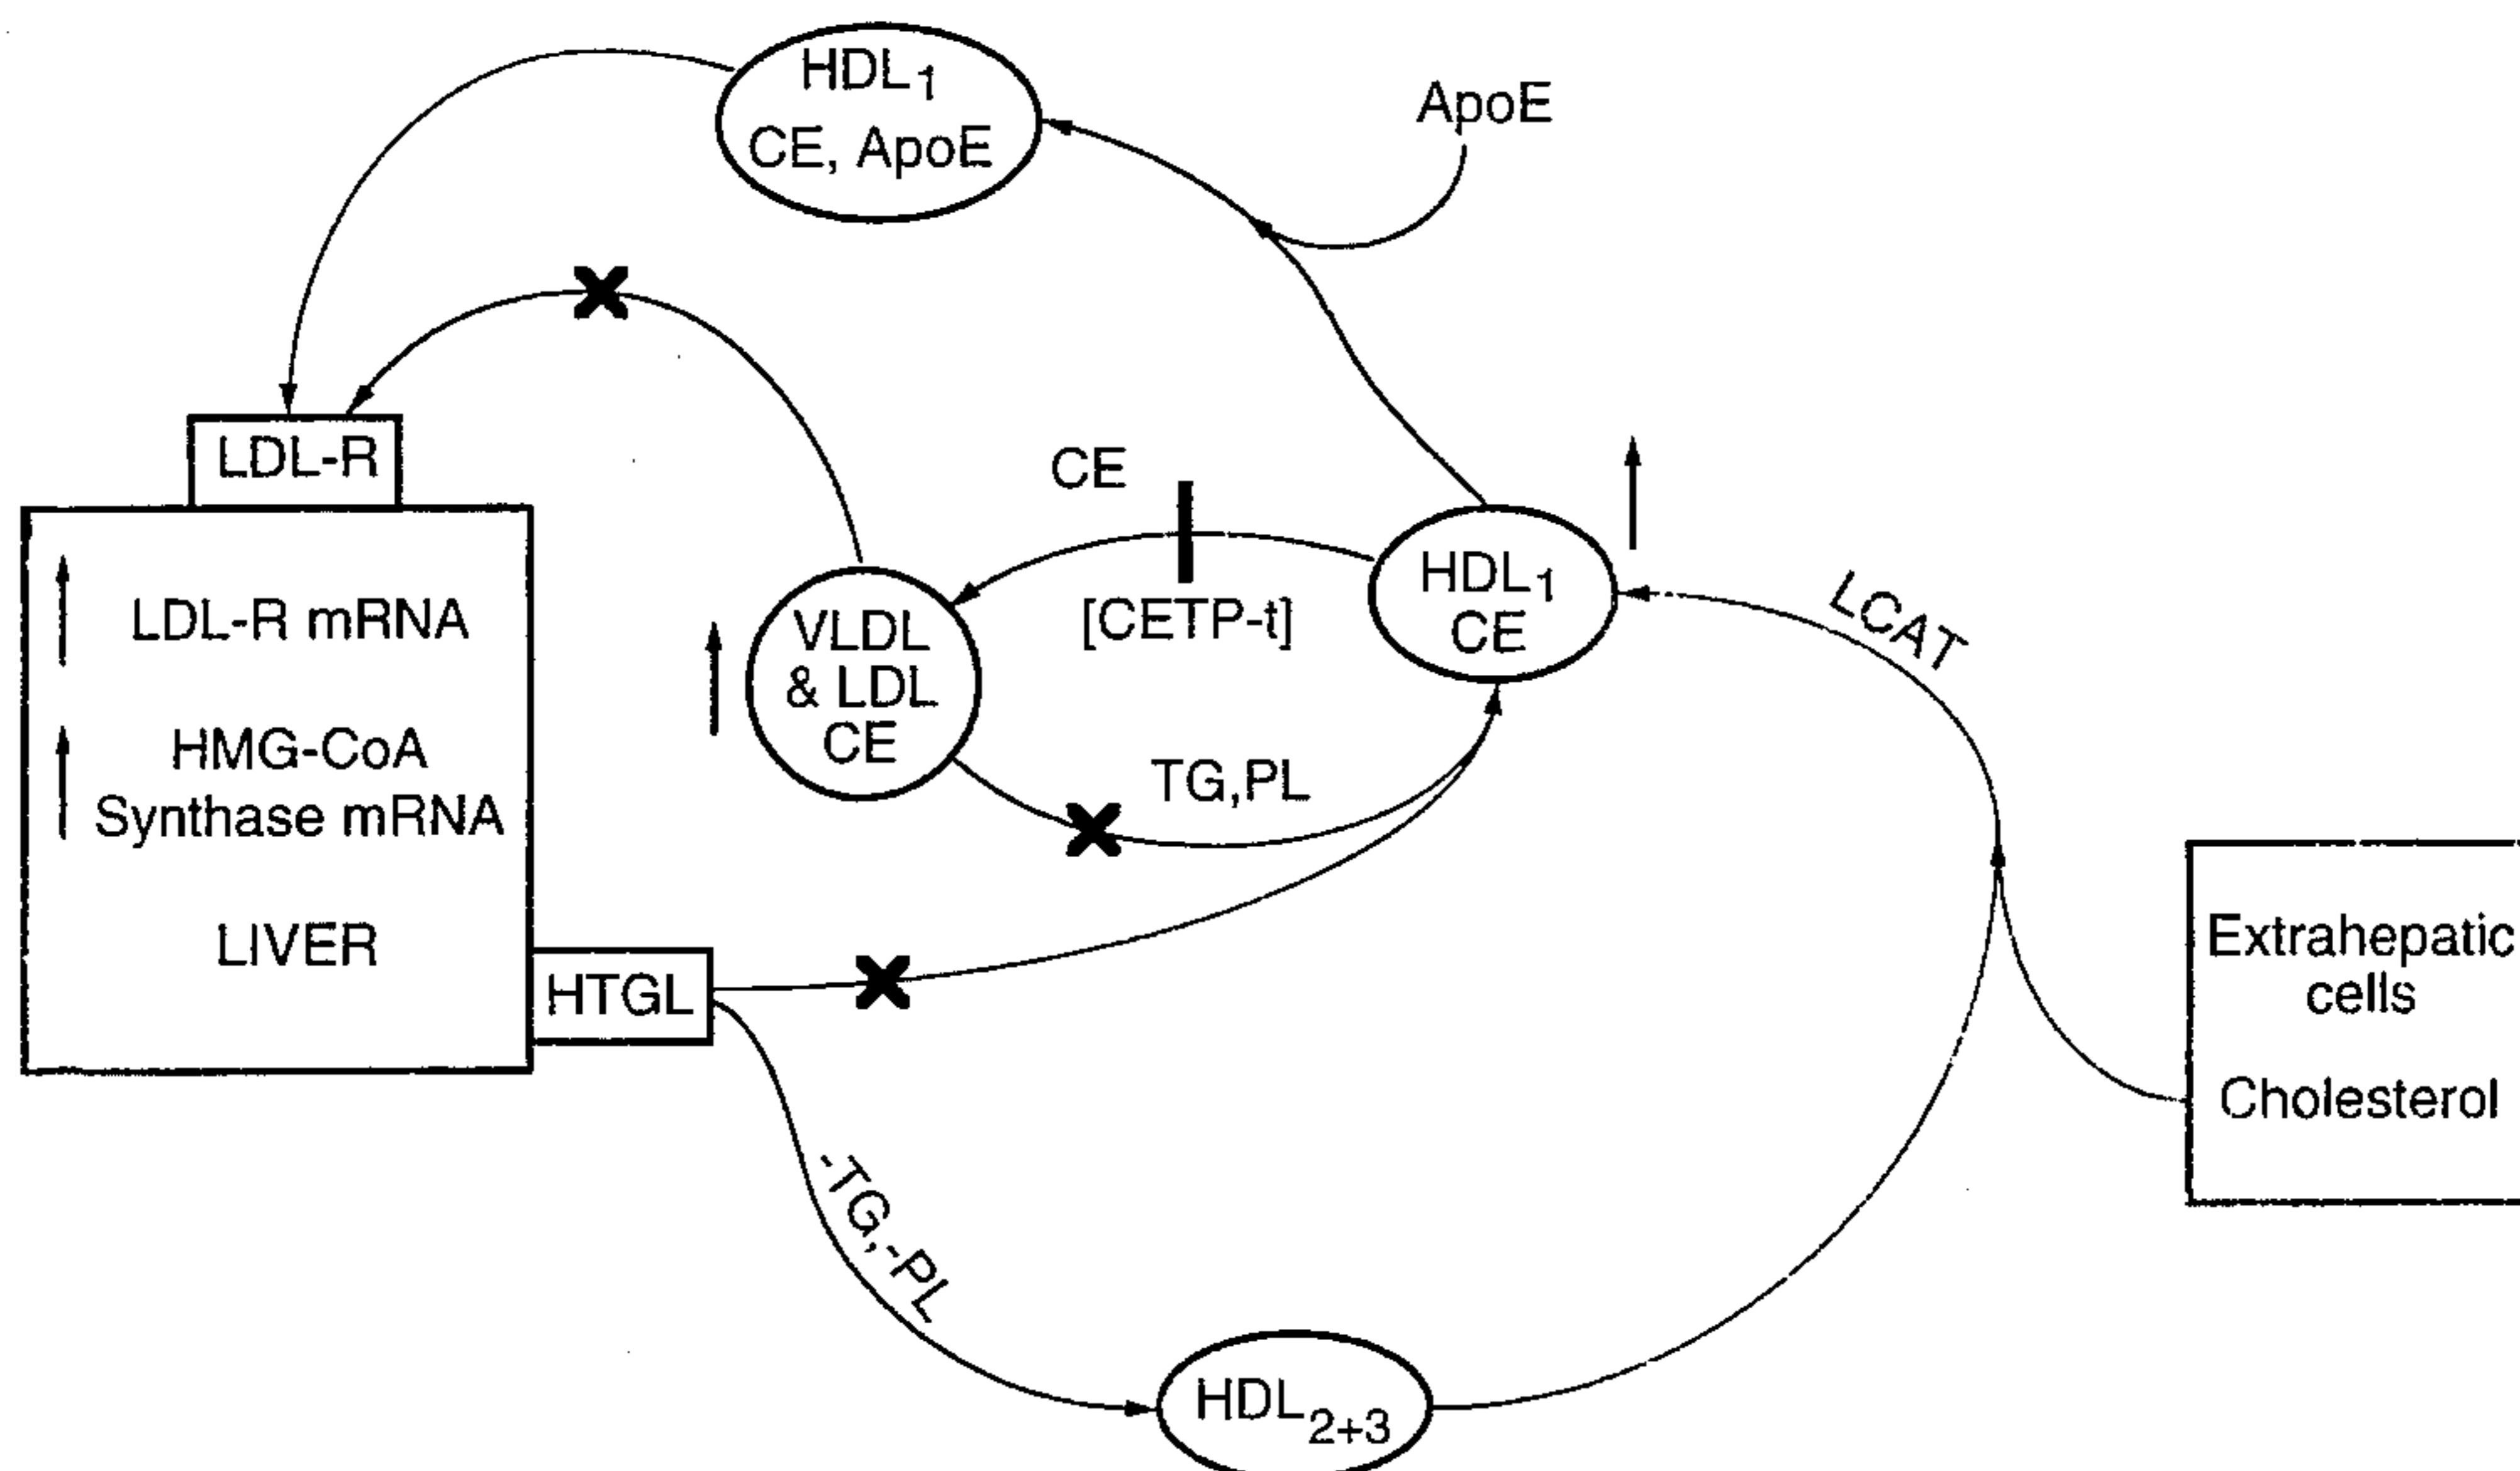 HDL1
CE, ApoE
ApoE
LDL-R
CE
[CETP-t]
HDL1
CE
LCAT
LDL-R mRNA
VLDL
& LDL
CE
HMG-CoA
Synthase mRNA
TG,PL
LIVER
HTGL
Extrahepatic
cells
Cholesterol
-TG,-PL
HDL2+3